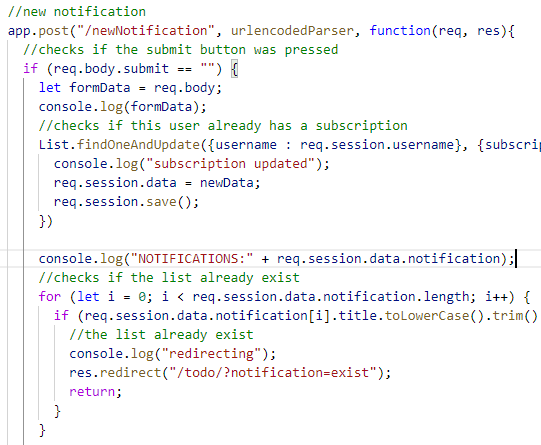 //new notification
app.post("/newNotification", urlencodedParser, function(req, res){
//checks if the submit button was pressed
if (req.body.submit == "") {
let formData = req.body;
console.log(formData);
//checks if this user already has a subscription
List.findOneAndUpdate({username : req.session.username}, {subscri
console.log("subscription updated");
req.session.data = newData;
req.session.save();
})
console.log("NOTIFICATIONS:" + req.session.data.notification);
//checks if the list already exist
for (let i = 0; i < req.session.data.notification.length; i++) {
if (req.session.data.notification[i].title.toLowerCase().trim()
//the list already exist
console.log("redirecting");
res.redirect("/todo/?notification=exist");
return;
}
}